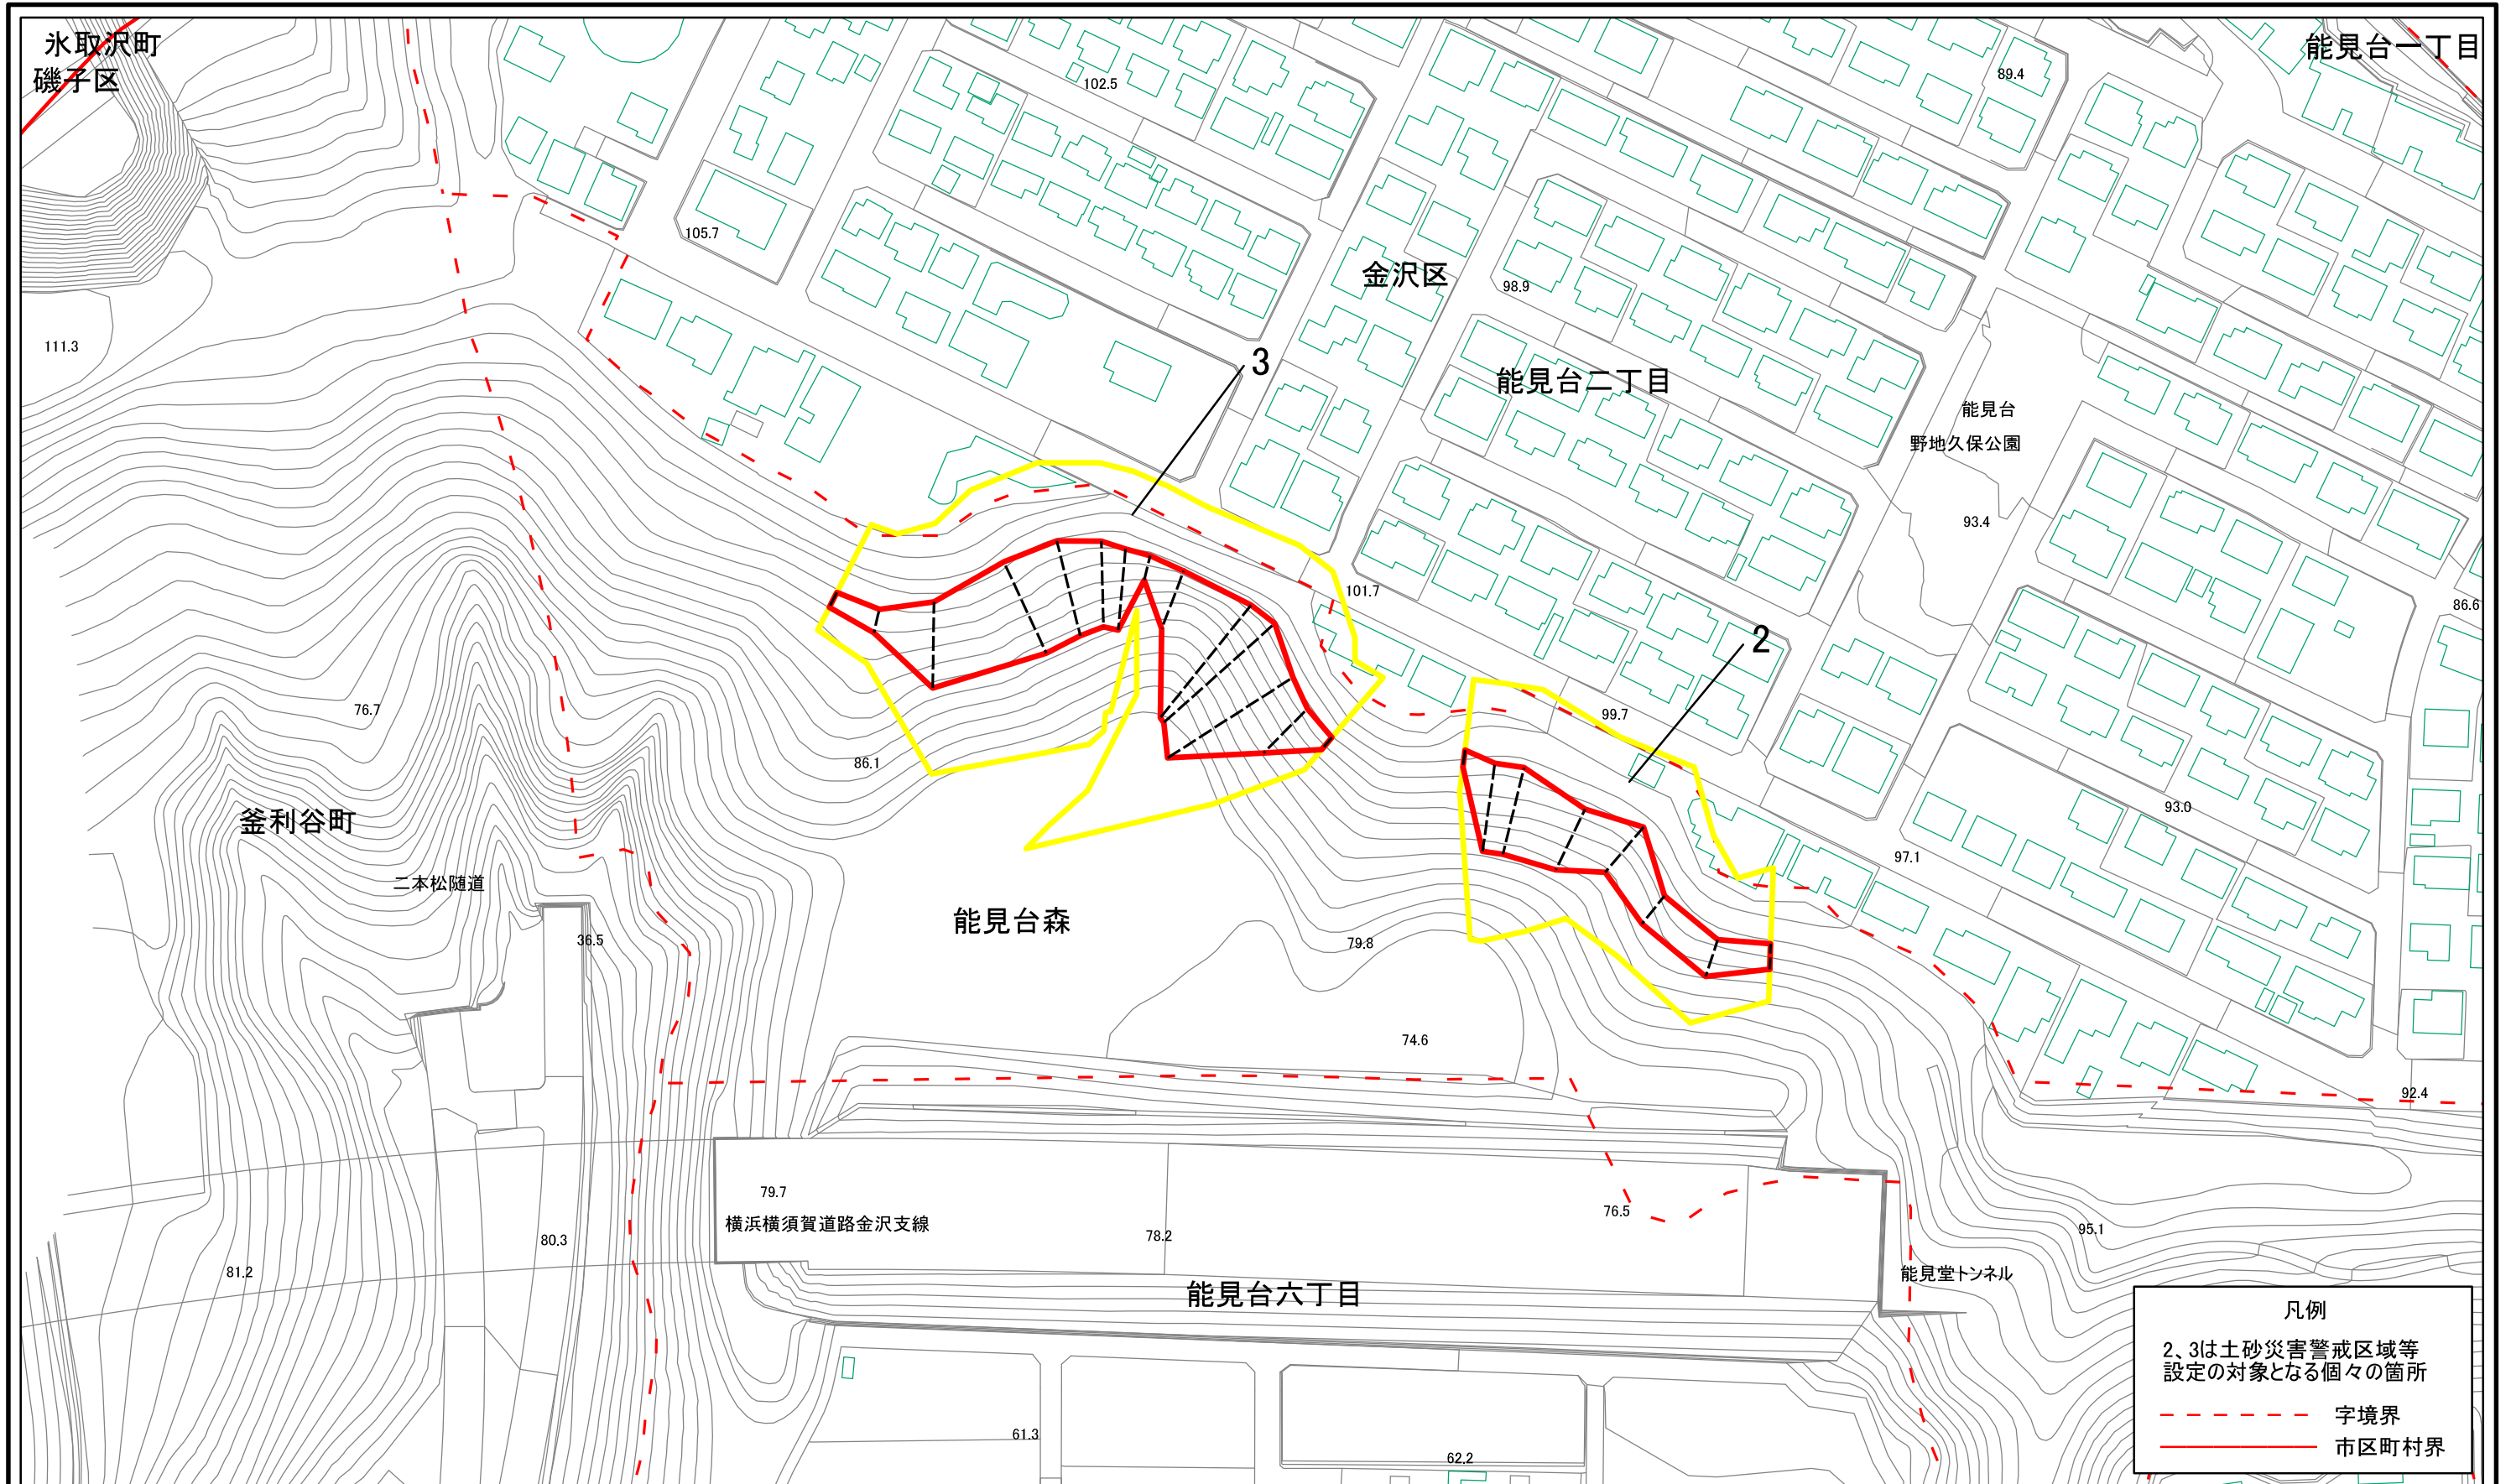 氷取沢町
磯子区
能見台一丁目
102.5
89.4
105.7
金沢区
98.9
111.3
3
能見台二丁目
能見台
野地久保公園
93.4
101.7
86.6
2
76.7
99.7
86.1
93.0
釜利谷町
97.1
二本松隧道
能見台森
36.5
79.8
74.6
92.4
79.7
横浜横須賀道路金沢支線
76.5
78.2
80.3
95.1
81.2
能見堂トンネル
能見台六丁目
凡例
2、3は土砂災害警戒区域等
設定の対象となる個々の箇所
字境界
市区町村界
61.3
62.2